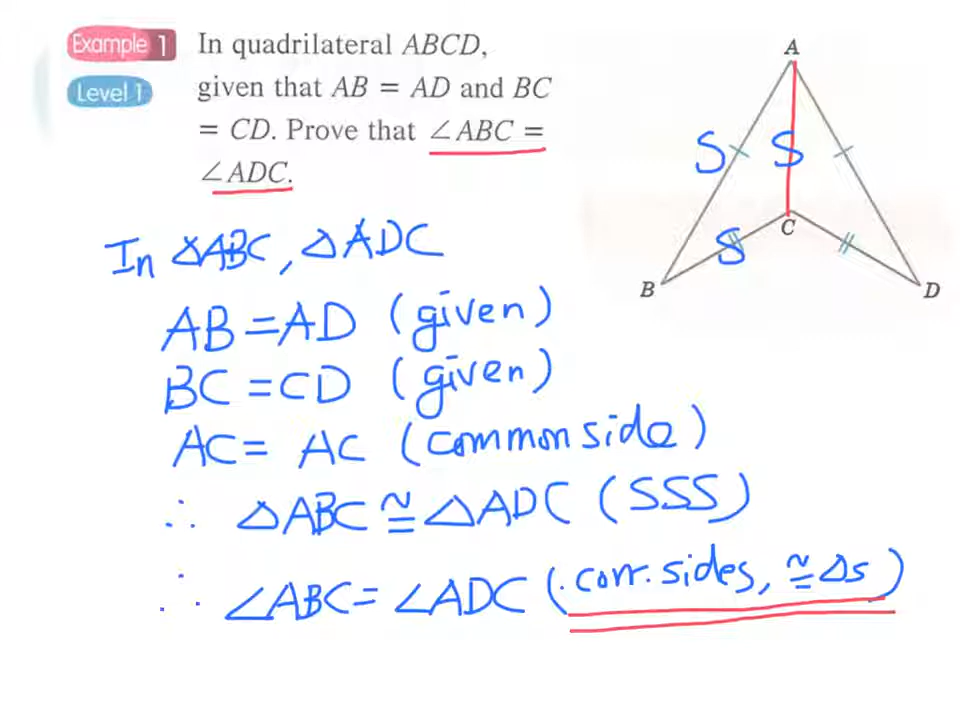 Example 1 In quadrilateral ABCD,
Level 1 given that AB = AD and BC
= CD. Prove that ∠ABC =
∠ADC.
A
S S
C
S
B D
In △ABC, △ADC
AB = AD (given)
BC = CD (given)
AC = AC (common side)
∴ △ABC ≅ △ADC (SSS)
∴ ∠ABC = ∠ADC (corr. sides, ≅ △s)